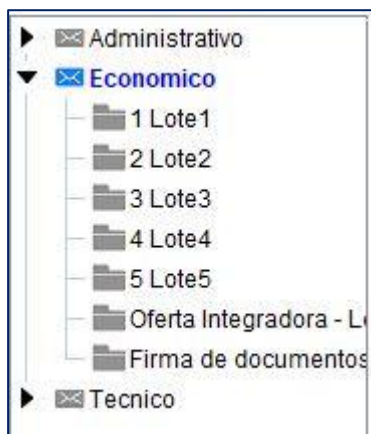 Administrativo
Economico
1 Lote1
2 Lote2
3 Lote3
4 Lote4
5 Lote5
Oferta Integradora -
Firma de documentos
Tecnico